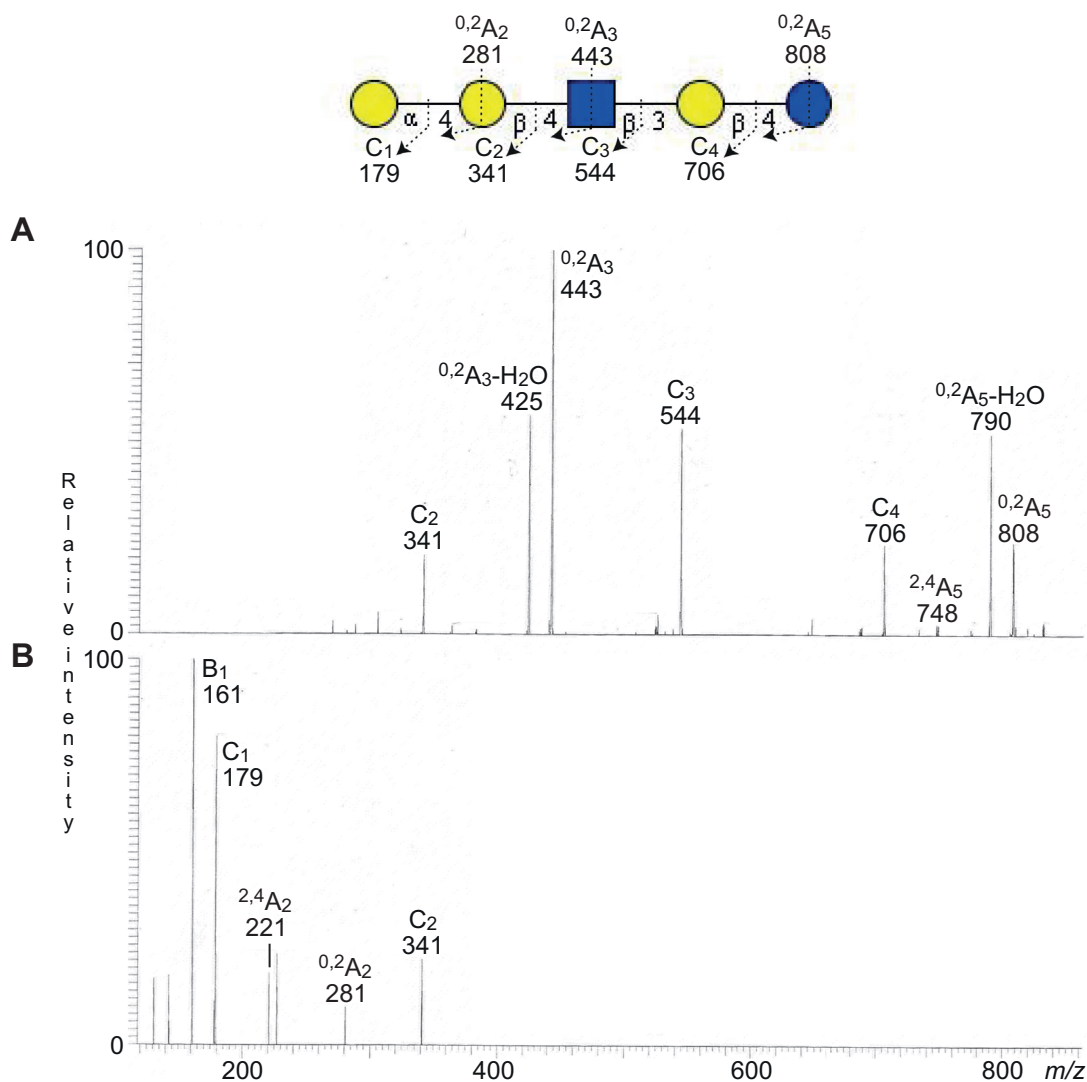 0,2A2 0,2A3 0,2A5
281 443 808
α 4 β 4 β 3 β 4
C1 C2 C3 C4
179 341 544 706
A
100
0,2A3
443
0,2A3-H2O
425
C3
544
0,2A5-H2O
790
C2
341
C4
706
0,2A5
808
2,4A5
748
0
Relative intensity
B
100
B1
161
C1
179
2,4A2
221
C2
341
0,2A2
281
0
200 400 600 800 m/z